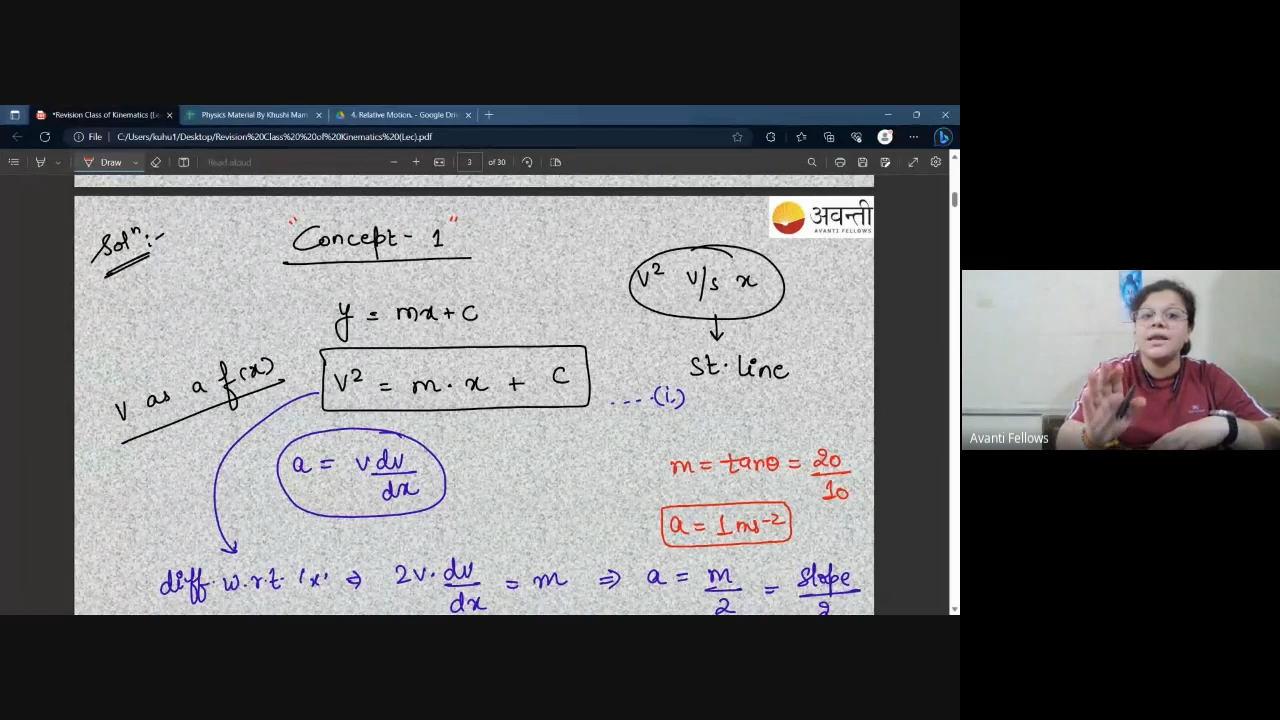 *Revision Class of Kinematics (Le
Physics Material By Khushi Mam
4. Relative Motion. - Google Dri
File
C:/Users/kuhu1/Desktop/Revision%20Class%20%20of%20Kinematics%20(Lec).pdf
Draw
Read aloud
3
of 30
अवन्ती
AVANTI FELLOWS
Solⁿ:-
"Concept - 1"
V² v/s x
st. line
y = mx + c
V² = m · x + C
....(i)
v as a f(x)
a = v dv/dx
m = tanθ = 20/10
a = 1 ms⁻²
diff. w.r.t. 'x' ⇒ 2v · dv/dx = m ⇒ a = m/2 = slope/2
Avanti Fellows